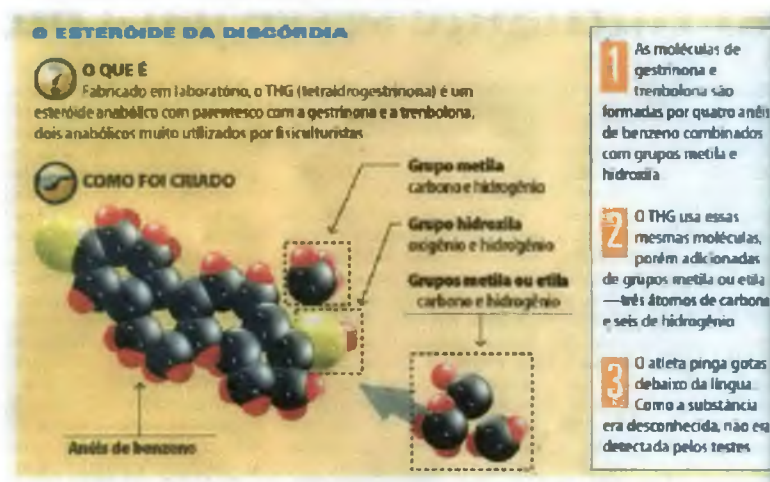 O ESTERÓIDE DA DISCÓRDIA
O QUE É
Fabricado em laboratório, o THG (tetraidrogestrinona) é um
esteróide anabólico com parentesco com a gestrinona e a trenbolona,
dois anabólicos muito utilizados por fisiculturistas
COMO FOI CRIADO
Grupo metila
carbono e hidrogênio
Grupo hidroxila
oxigênio e hidrogênio
Grupos metila ou etila
carbono e hidrogênio
Anéis de benzeno
1 As moléculas de
gestrinona e
trenbolona são
formadas por quatro anéis
de benzeno combinados
com grupos metila e
hidroxila
2 O THG usa essas
mesmas moléculas,
porém adicionadas
de grupos metila ou etila
—três átomos de carbono
e seis de hidrogênio
3 O atleta pinga gotas
debaixo da língua.
Como a substância
era desconhecida, não era
detectada pelos testes